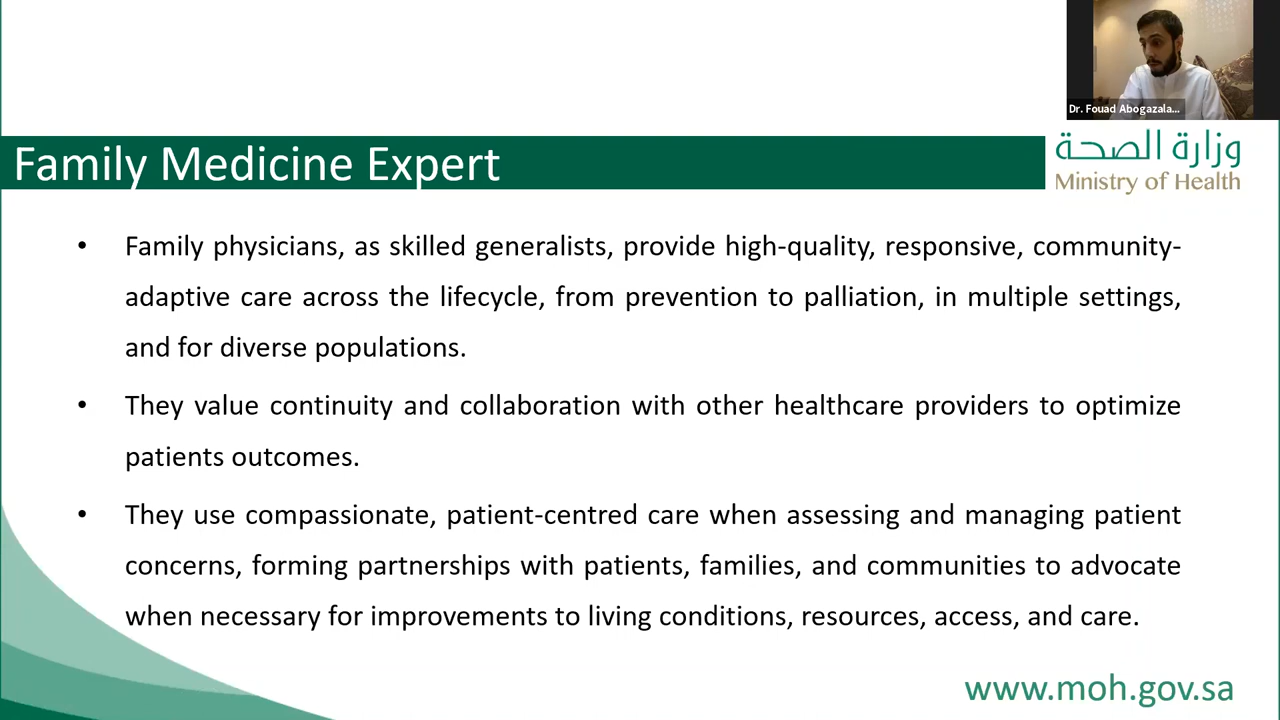 Dr. Fouad Abogazala...
Family Medicine Expert
وزارة الصحة
Ministry of Health
• Family physicians, as skilled generalists, provide high-quality, responsive, community-
adaptive care across the lifecycle, from prevention to palliation, in multiple settings,
and for diverse populations.
• They value continuity and collaboration with other healthcare providers to optimize
patients outcomes.
• They use compassionate, patient-centred care when assessing and managing patient
concerns, forming partnerships with patients, families, and communities to advocate
when necessary for improvements to living conditions, resources, access, and care.
www.moh.gov.sa